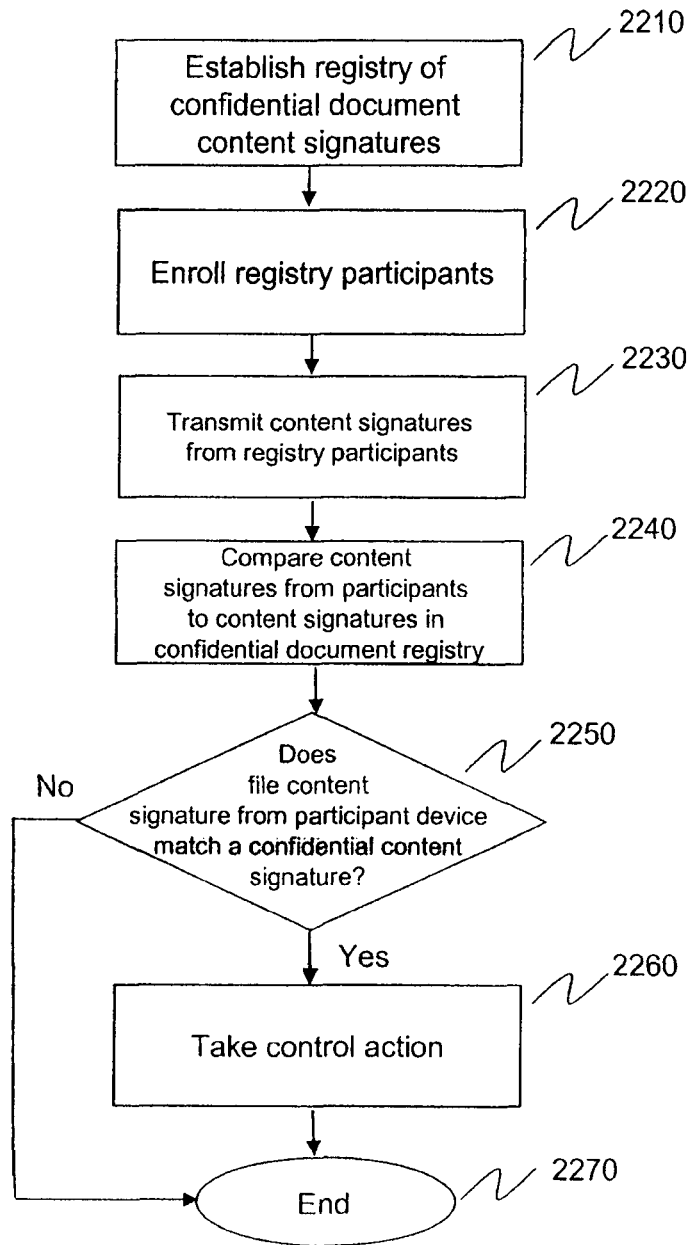 2210
Establish registry of
confidential document
content signatures
2220
Enroll registry participants
2230
Transmit content signatures
from registry participants
2240
Compare content
signatures from participants
to content signatures in
confidential document registry
2250
Does
file content
signature from participant device
match a confidential content
signature?
No
Yes
2260
Take control action
2270
End